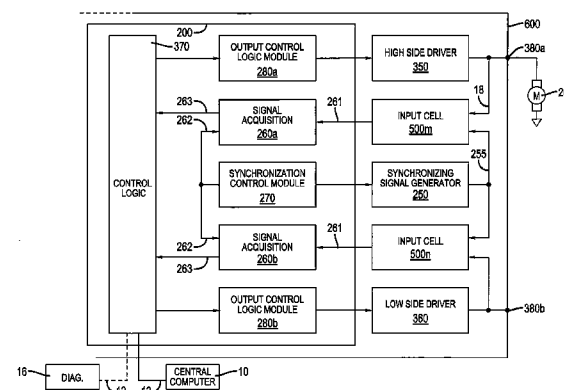 200
600
370
OUTPUT CONTROL
LOGIC MODULE
280a
HIGH SIDE DRIVER
350
380a
18
M
2
263
262
SIGNAL
ACQUISITION
260a
261
INPUT CELL
500m
255
CONTROL
LOGIC
SYNCHRONIZATION
CONTROL MODULE
270
SYNCHRONIZING
SIGNAL GENERATOR
250
262
263
SIGNAL
ACQUISITION
260b
261
INPUT CELL
500n
OUTPUT CONTROL
LOGIC MODULE
280b
LOW SIDE DRIVER
360
380b
16
DIAG.
CENTRAL
COMPUTER
10